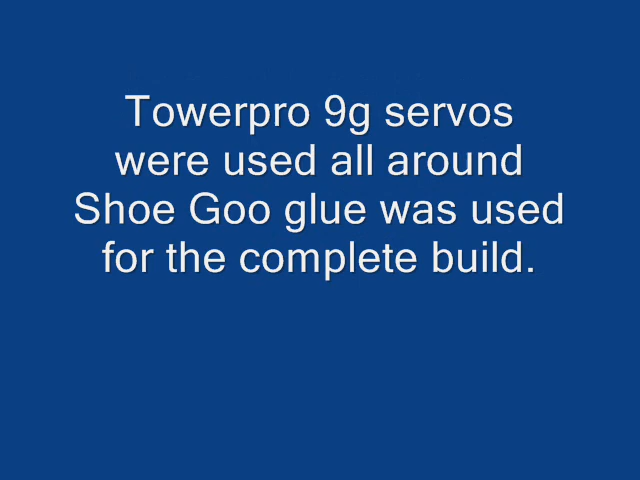 Towerpro 9g servos
were used all around
Shoe Goo glue was used
for the complete build.